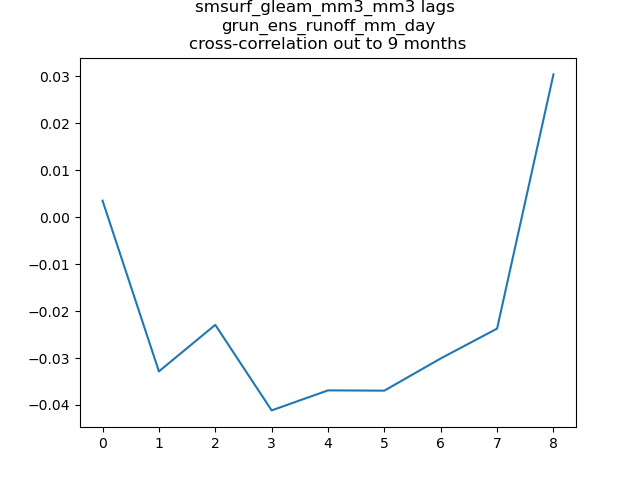 smsurf_gleam_mm3_mm3 lags
grun_ens_runoff_mm_day
cross-correlation out to 9 months
0.03
0.02
0.01
0.00
−0.01
−0.02
−0.03
−0.04
0 1 2 3 4 5 6 7 8